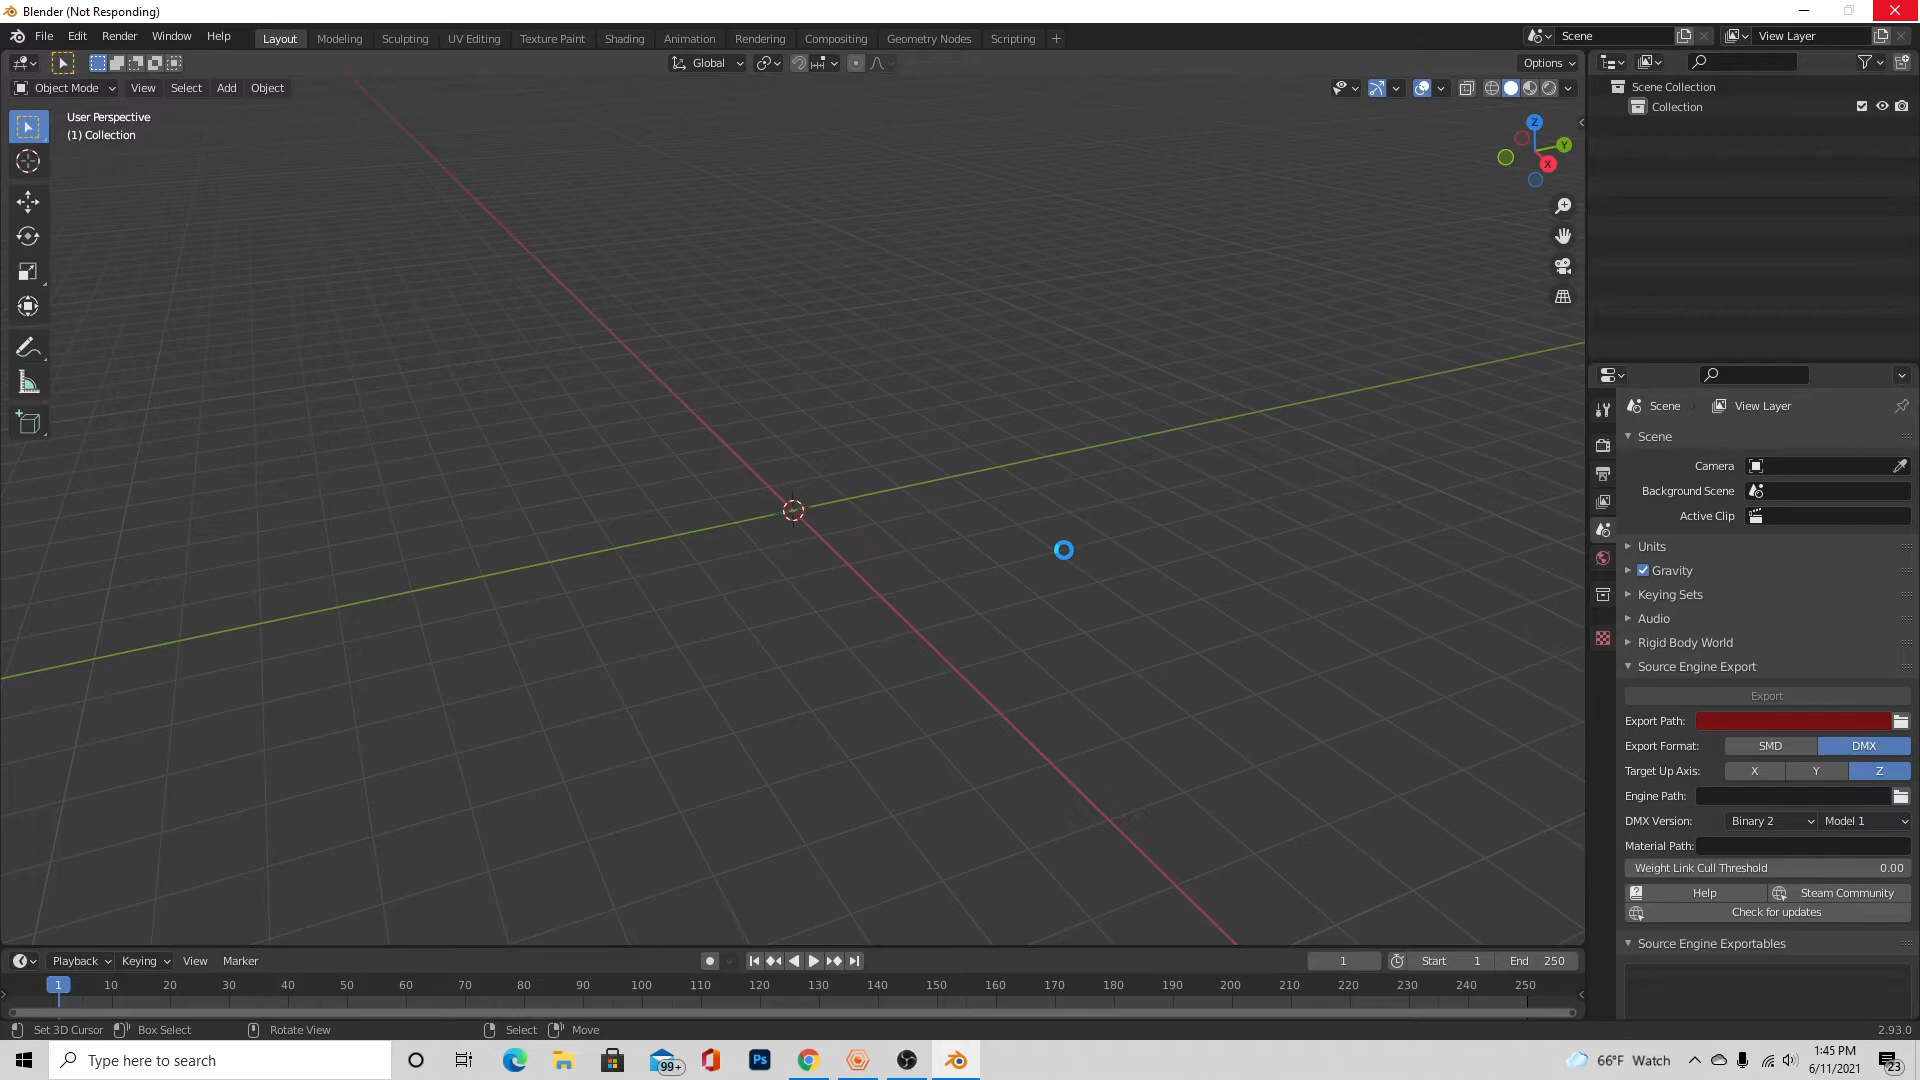 Blender (Not Responding)
File Edit Render Window Help
Layout Modeling Sculpting UV Editing Texture Paint Shading Animation Rendering Compositing Geometry Nodes Scripting +
Scene
View Layer
Global
Options
Object Mode View Select Add Object
User Perspective
(1) Collection
Z
Y
X
Scene Collection
Collection
Scene View Layer
Scene
Camera
Background Scene
Active Clip
Units
Gravity
Keying Sets
Audio
Rigid Body World
Source Engine Export
Export
Export Path:
Export Format: SMD DMX
Target Up Axis: X Y Z
Engine Path:
DMX Version: Binary 2 Model 1
Material Path:
Weight Link Cull Threshold 0.00
Help Steam Community
Check for updates
Source Engine Exportables
Playback Keying View Marker
1 Start 1 End 250
1 10 20 30 40 50 60 70 80 90 100 110 120 130 140 150 160 170 180 190 200 210 220 230 240 250
Set 3D Cursor Box Select Rotate View Select Move
2.93.0
Type here to search
99+
Ps
66°F Watch
1:45 PM
6/11/2021
23